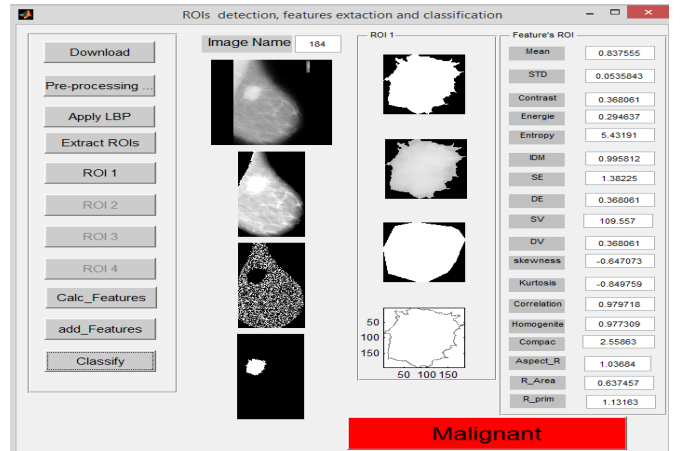 ROIs detection, features extaction and classification
Download
Pre-processing ...
Apply LBP
Extract ROIs
ROI 1
ROI 2
ROI 3
ROI 4
Calc_Features
add_Features
Classify
Image Name 184
ROI 1
50
100
150
50 100 150
Feature's ROI
Mean 0.837555
STD 0.0535843
Contrast 0.368061
Energie 0.294637
Entropy 5.43191
IDM 0.995812
SE 1.38225
DE 0.368061
SV 109.557
DV 0.368061
skewness -0.647073
Kurtosis -0.849759
Correlation 0.979718
Homogenite 0.977309
Compac 2.55863
Aspect_R 1.03684
R_Area 0.637457
R_prim 1.13163
Malignant